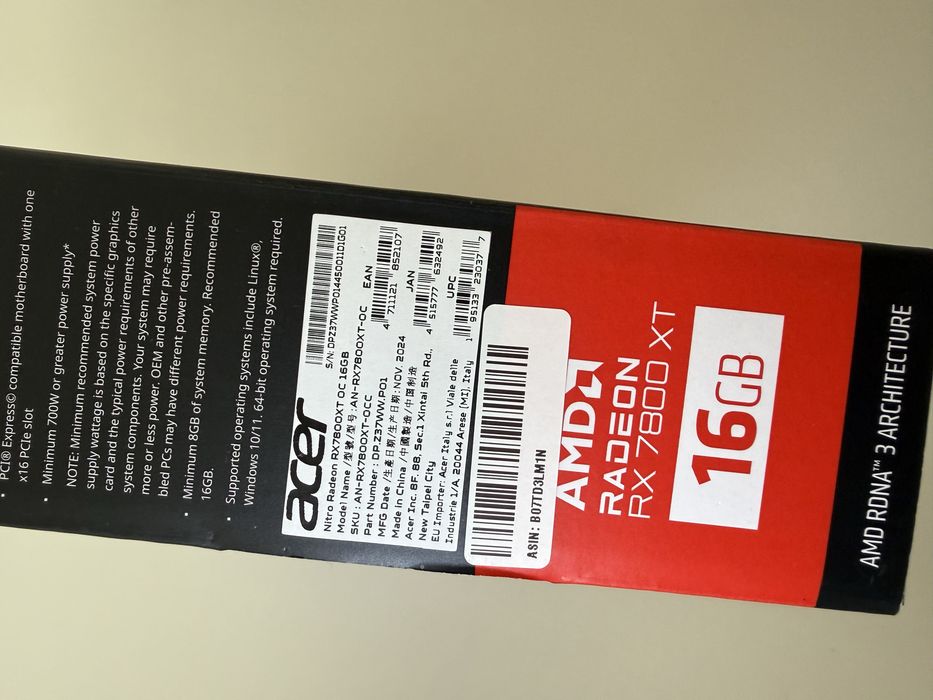 PCI® Express© compatible motherboard with one
x16 PCIe slot
• Minimum 700W or greater power supply*
NOTE: Minimum recommended system power
supply wattage is based on the specific graphics
card and the typical power requirements of other
system components. Your system may require
more or less power. OEM and other pre-assem-
bled PCs may have different power requirements.
Minimum 8GB of system memory. Recommended
16GB.
• Supported operating systems include Linux®,
Windows 10/11. 64-bit operating system required.
acer
S/N: DPZ37WWP01445001101G01
Nitro Radeon RX7800XT OC 16GB
Model Name /型號/型号: AN-RX7800XT-OC
SKU : AN-RX7800XT-OCC
Part Number : DP.Z37WW.P01
MFG Date /生產日期/生产日期: NOV. 2024
Made in China /中國製造/中国制造
Acer Inc. 8F, 88, Sec.1 Xintai 5th Rd.,
New Taipei City
EU Importer: Acer Italy s.r.l Viale delle
Industrie 1/A, 20044 Arese (MI), Italy
EAN
4 711121 852107
JAN
4 515777 632492
UPC
1 95133 23037 7
ASIN: B07TD3LM1N
AMD
RADEON
RX 7800 XT
16GB
AMD RDNA™ 3 ARCHITECTURE